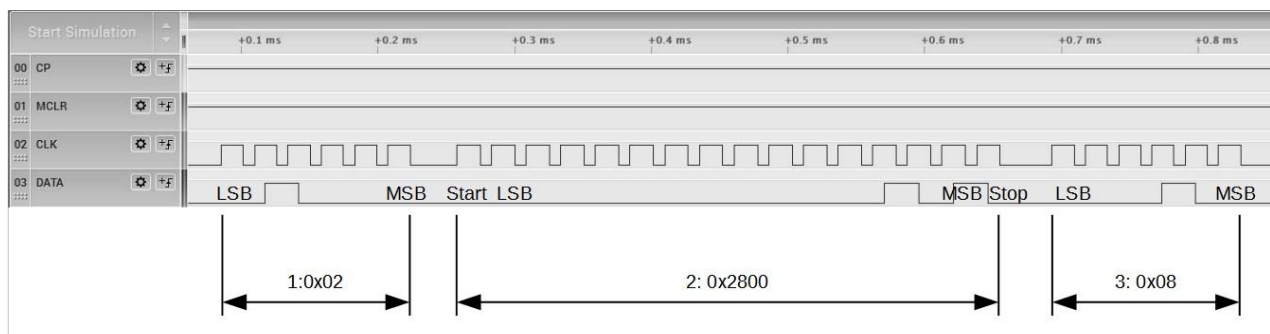 Start Simulation
+0.1 ms +0.2 ms +0.3 ms +0.4 ms +0.5 ms +0.6 ms +0.7 ms +0.8 ms
00 CP
01 MCLR
02 CLK
03 DATA LSB MSB Start LSB MSB Stop LSB MSB
1:0x02 2: 0x2800 3: 0x08